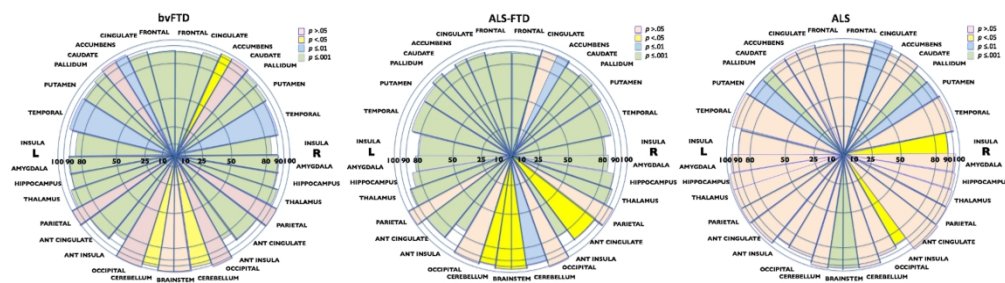 bvFTD
FRONTAL FRONTAL
CINGULATE CINGULATE
ACCUMBENS ACCUMBENS
CAUDATE CAUDATE
PALLIDUM PALLIDUM
PUTAMEN PUTAMEN
TEMPORAL TEMPORAL
INSULA INSULA
L R
100 90 80 50 25 10 10 25 50 80 90 100
AMYGDALA AMYGDALA
HIPPOCAMPUS HIPPOCAMPUS
THALAMUS THALAMUS
PARIETAL PARIETAL
ANT CINGULATE ANT CINGULATE
ANT INSULA ANT INSULA
OCCIPITAL OCCIPITAL
CEREBELLUM CEREBELLUM
BRAINSTEM
p >.05
p <.05
p ≤.01
p ≤.001
ALS-FTD
FRONTAL FRONTAL
CINGULATE CINGULATE
ACCUMBENS ACCUMBENS
CAUDATE CAUDATE
PALLIDUM PALLIDUM
PUTAMEN PUTAMEN
TEMPORAL TEMPORAL
INSULA INSULA
L R
100 90 80 50 25 10 10 25 50 80 90 100
AMYGDALA AMYGDALA
HIPPOCAMPUS HIPPOCAMPUS
THALAMUS THALAMUS
PARIETAL PARIETAL
ANT CINGULATE ANT CINGULATE
ANT INSULA ANT INSULA
OCCIPITAL OCCIPITAL
CEREBELLUM CEREBELLUM
BRAINSTEM
p >.05
p <.05
p ≤.01
p ≤.001
ALS
FRONTAL FRONTAL
CINGULATE CINGULATE
ACCUMBENS ACCUMBENS
CAUDATE CAUDATE
PALLIDUM PALLIDUM
PUTAMEN PUTAMEN
TEMPORAL TEMPORAL
INSULA INSULA
L R
100 90 80 50 25 10 10 25 50 80 90 100
AMYGDALA AMYGDALA
HIPPOCAMPUS HIPPOCAMPUS
THALAMUS THALAMUS
PARIETAL PARIETAL
ANT CINGULATE ANT CINGULATE
ANT INSULA ANT INSULA
OCCIPITAL OCCIPITAL
CEREBELLUM CEREBELLUM
BRAINSTEM
p >.05
p <.05
p ≤.01
p ≤.001